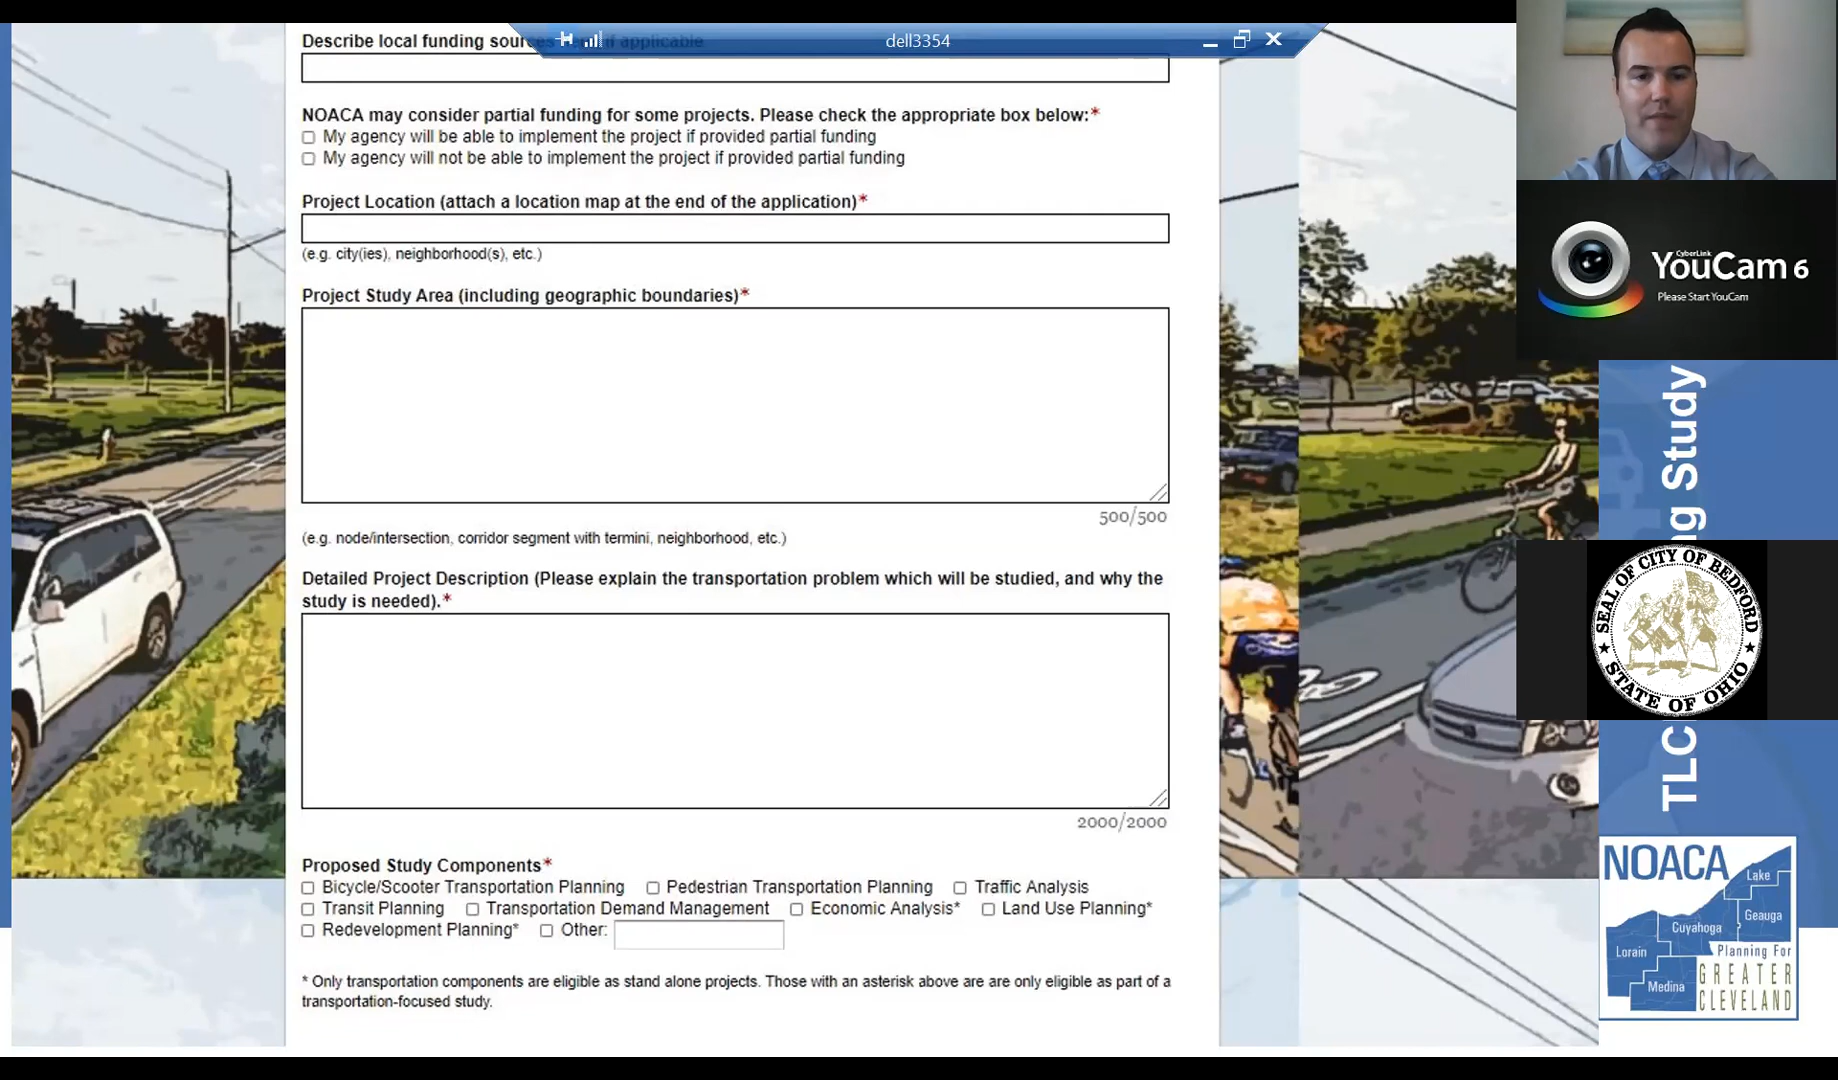 Describe local funding sources
if applicable
dell3354
NOACA may consider partial funding for some projects. Please check the appropriate box below:*
My agency will be able to implement the project if provided partial funding
My agency will not be able to implement the project if provided partial funding
Project Location (attach a location map at the end of the application)*
(e.g. city(ies), neighborhood(s), etc.)
Project Study Area (including geographic boundaries)*
500/500
(e.g. node/intersection, corridor segment with termini, neighborhood, etc.)
Detailed Project Description (Please explain the transportation problem which will be studied, and why the
study is needed).*
2000/2000
Proposed Study Components*
Bicycle/Scooter Transportation Planning Pedestrian Transportation Planning Traffic Analysis
Transit Planning Transportation Demand Management Economic Analysis* Land Use Planning*
Redevelopment Planning* Other:
* Only transportation components are eligible as stand alone projects. Those with an asterisk above are are only eligible as part of a
transportation-focused study.
CyberLink
YouCam 6
Please Start YouCam
TLC
ng Study
SEAL OF CITY OF BEDFORD
STATE OF OHIO
NOACA
Lake
Geauga
Cuyahoga
Lorain
Medina
Planning For
GREATER
CLEVELAND